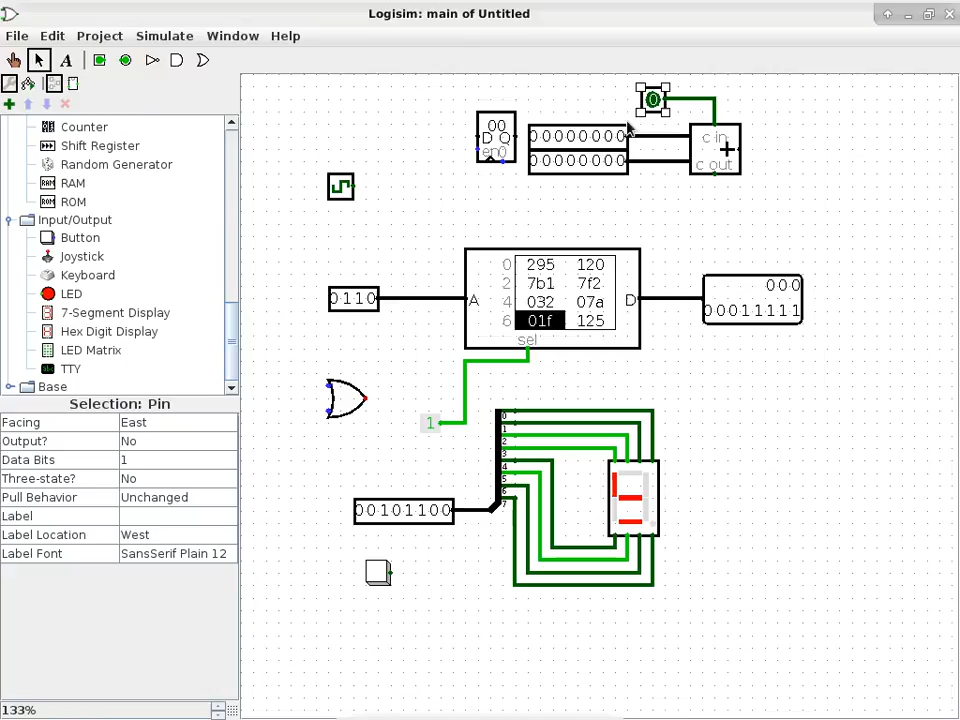 Logisim: main of Untitled
File Edit Project Simulate Window Help
A
Counter
Shift Register
Random Generator
RAM RAM
ROM ROM
Input/Output
Button
Joystick
Keyboard
LED
7-Segment Display
Hex Digit Display
LED Matrix
TTY
Base
Selection: Pin
Facing East
Output? No
Data Bits 1
Three-state? No
Pull Behavior Unchanged
Label
Label Location West
Label Font SansSerif Plain 12
133%
0
00
D Q
en0
00000000
00000000
c in
+
c out
0 295 120
2 7b1 7f2
4 032 07a
6 01f 125
A
D
sel
0110
000
00011111
1
0
1
2
3
4
5
6
7
00101100